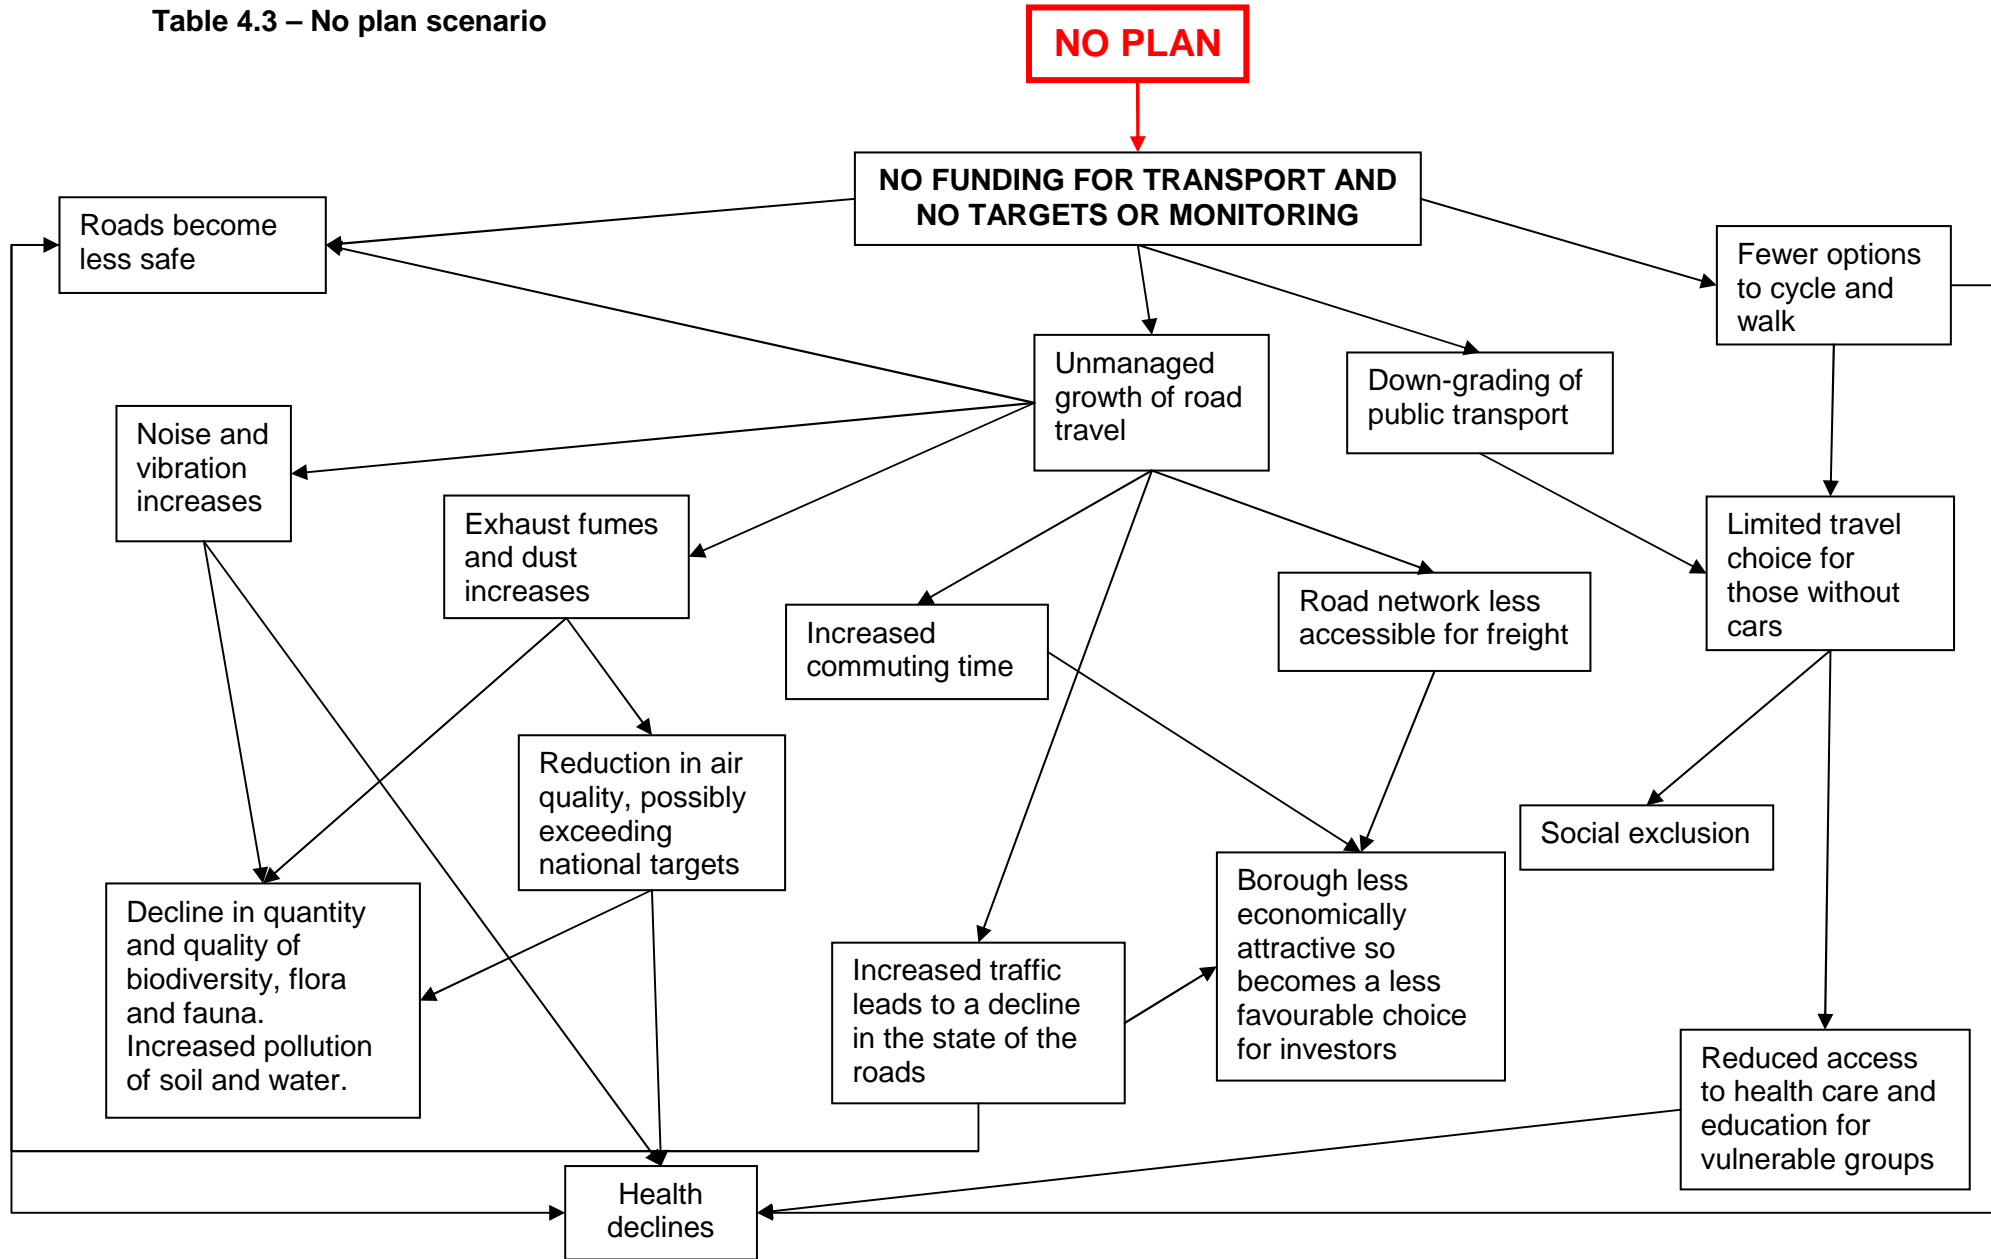 Table 4.3 – No plan scenario
NO PLAN
NO FUNDING FOR TRANSPORT AND
NO TARGETS OR MONITORING
Roads become
less safe
Fewer options
to cycle and
walk
Unmanaged
growth of road
travel
Down-grading of
public transport
Noise and
vibration
increases
Exhaust fumes
and dust
increases
Limited travel
choice for
those without
cars
Increased
commuting time
Road network less
accessible for freight
Reduction in air
quality, possibly
exceeding
national targets
Social exclusion
Decline in quantity
and quality of
biodiversity, flora
and fauna.
Increased pollution
of soil and water.
Increased traffic
leads to a decline
in the state of the
roads
Borough less
economically
attractive so
becomes a less
favourable choice
for investors
Reduced access
to health care and
education for
vulnerable groups
Health
declines